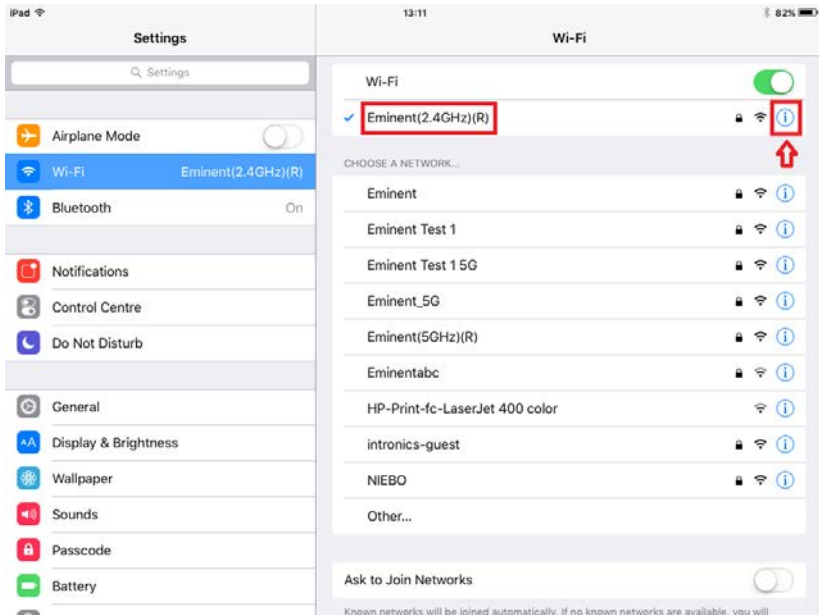 iPad 13:11 82%
Settings
Settings
Airplane Mode
Wi-Fi Eminent(2.4GHz)(R)
Bluetooth On
Notifications
Control Centre
Do Not Disturb
General
AA Display & Brightness
Wallpaper
Sounds
Passcode
Battery
Wi-Fi
Wi-Fi
Eminent(2.4GHz)(R)
CHOOSE A NETWORK...
Eminent
Eminent Test 1
Eminent Test 1 5G
Eminent_5G
Eminent(5GHz)(R)
Eminentabc
HP-Print-fc-LaserJet 400 color
intronics-guest
NIEBO
Other...
Ask to Join Networks
Known networks will be joined automatically. If no known networks are available, you will